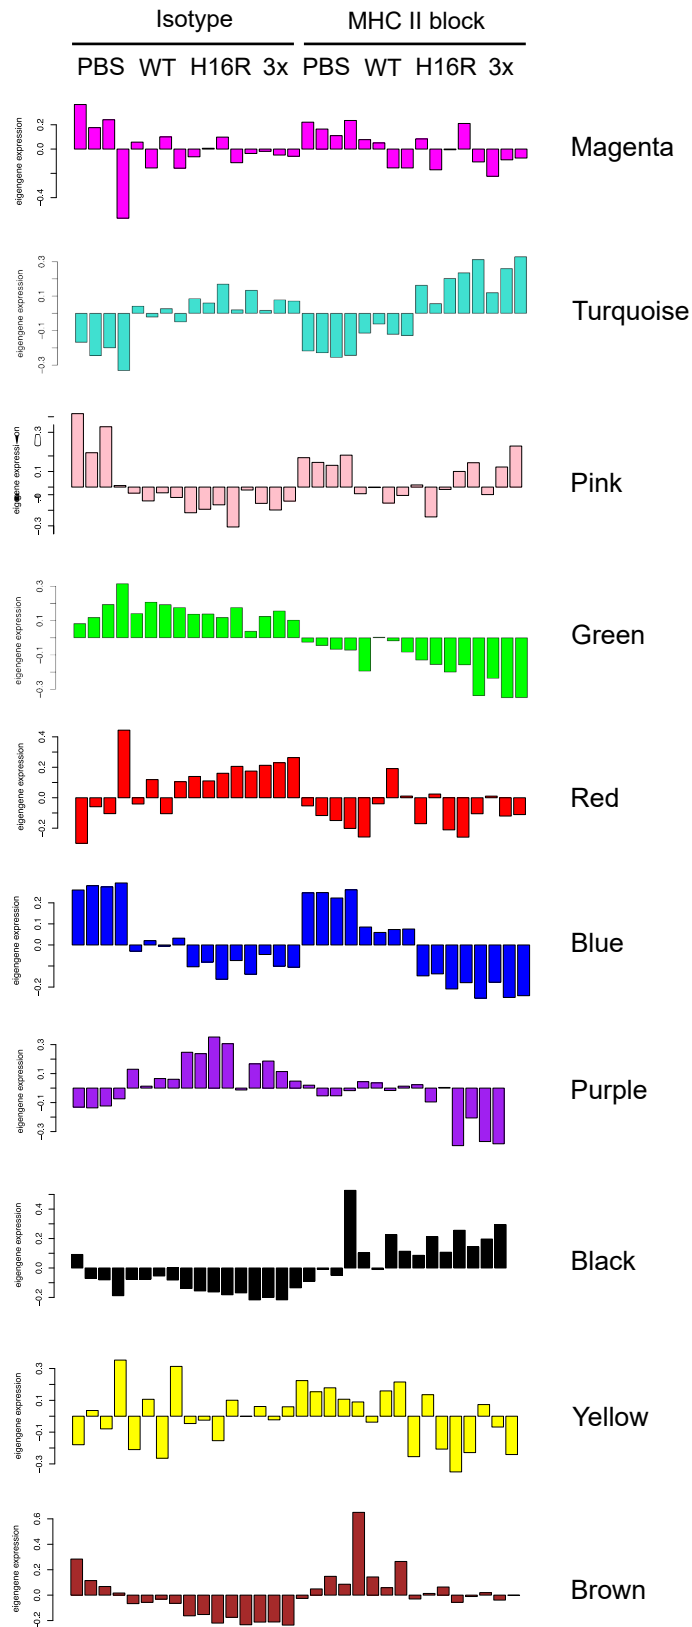 Isotype MHC II block
PBS WT H16R 3x PBS WT H16R 3x
eigengene expression
0.2
0.0
−0.4
Magenta
eigengene expression
0.3
0.1
−0.1
−0.3
Turquoise
0.3
0.1
−0.3
Pink
eigengene expression
0.3
0.1
−0.1
−0.3
Green
eigengene expression
0.4
0.2
0.0
−0.2
Red
eigengene expression
0.2
0.0
−0.2
Blue
eigengene expression
0.3
0.1
−0.1
−0.3
Purple
eigengene expression
0.4
0.2
0.0
−0.2
Black
eigengene expression
0.3
0.1
−0.1
−0.3
Yellow
eigengene expression
0.6
0.4
0.2
0.0
−0.2
Brown